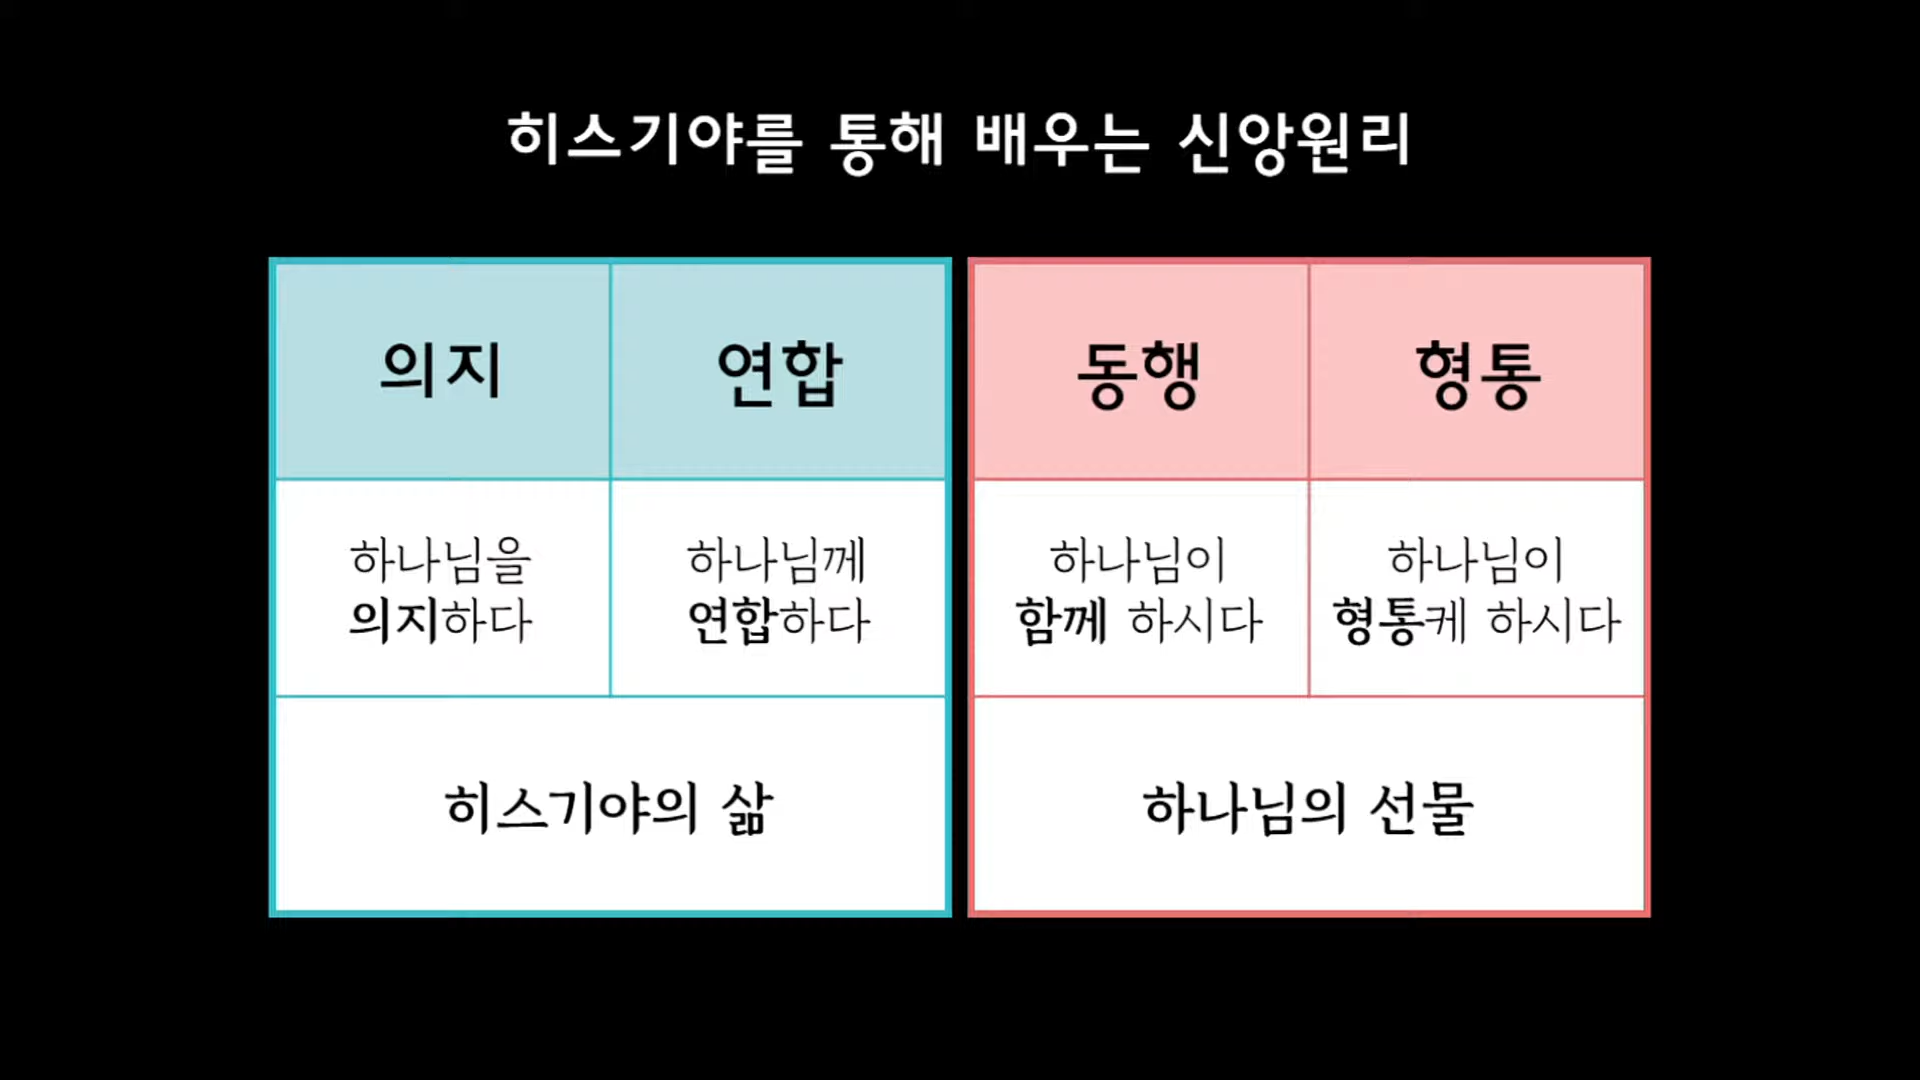 히스기야를 통해 배우는 신앙원리
의지
연합
동행
형통
하나님을
의지하다
하나님께
연합하다
하나님이
함께 하시다
하나님이
형통케 하시다
히스기야의 삶
하나님의 선물